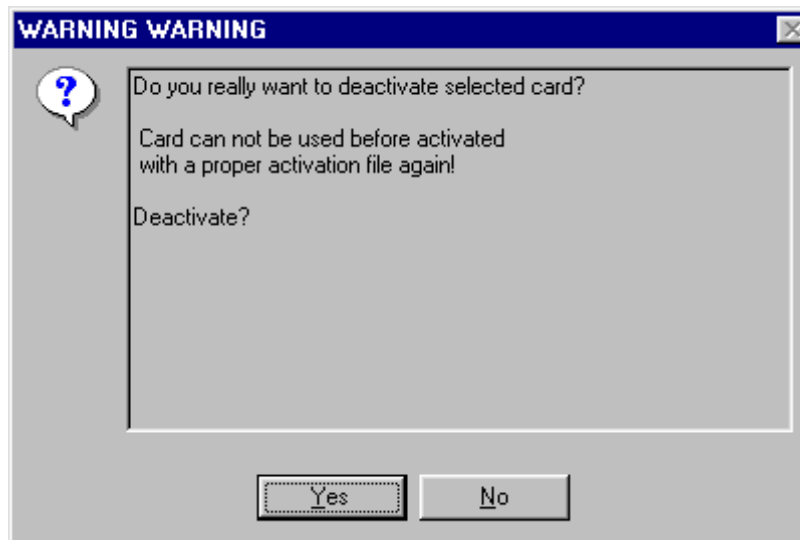 WARNING WARNING
Do you really want to deactivate selected card?
Card can not be used before activated
with a proper activation file again!
Deactivate?
Yes
No